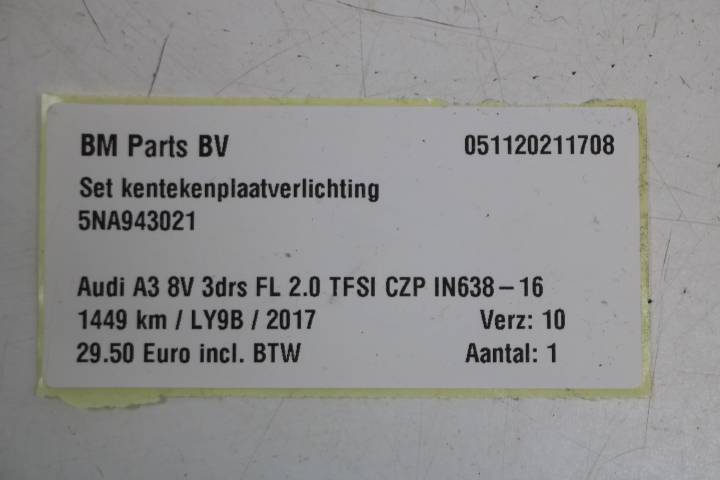 BM Parts BV 051120211708
Set kentekenplaatverlichting
5NA943021
Audi A3 8V 3drs FL 2.0 TFSI CZP IN638-16
1449 km / LY9B / 2017 Verz: 10
29.50 Euro incl. BTW Aantal: 1